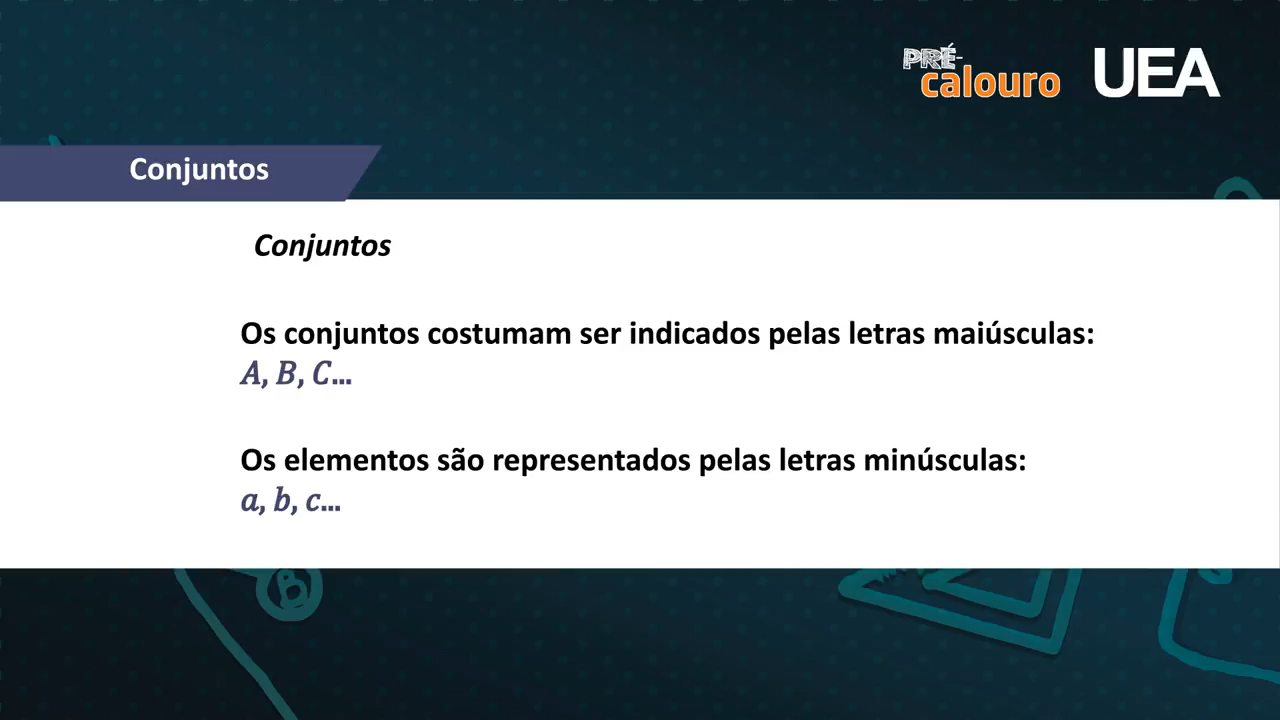 PRÉ-
calouro
UEA
Conjuntos
Conjuntos
Os conjuntos costumam ser indicados pelas letras maiúsculas:
A, B, C...
Os elementos são representados pelas letras minúsculas:
a, b, c...
B